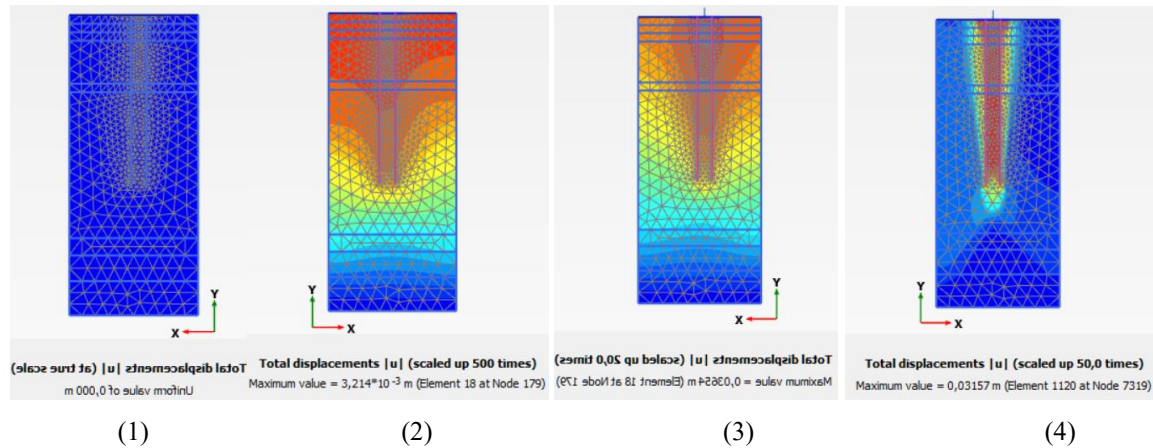 Y
X
Total displacements |u| (at true scale)
Uniform value of 0,000 m
(1)
Y
X
Total displacements |u| (scaled up 500 times)
Maximum value = 3,214*10⁻³ m (Element 18 at Node 179)
(2)
Y
X
Total displacements |u| (scaled up 20,0 times)
Maximum value = 0,03654 m (Element 18 at Node 179)
(3)
Y
X
Total displacements |u| (scaled up 50,0 times)
Maximum value = 0,03157 m (Element 1120 at Node 7319)
(4)